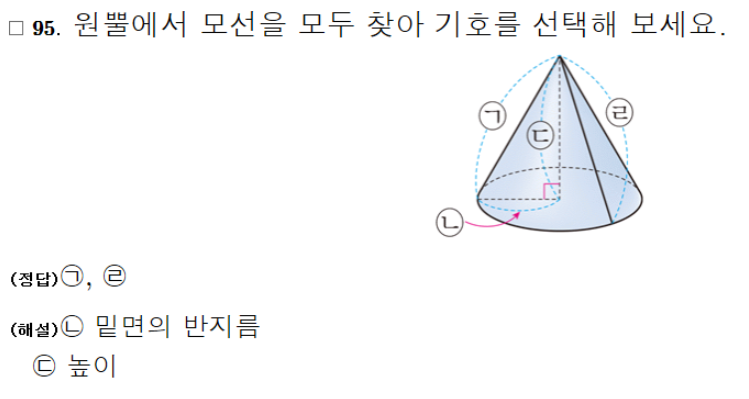 □ 95. 원뿔에서 모선을 모두 찾아 기호를 선택해 보세요.
㉠
㉣
㉢
㉡
(정답)㉠, ㉣
(해설)㉡ 밑면의 반지름
㉢ 높이